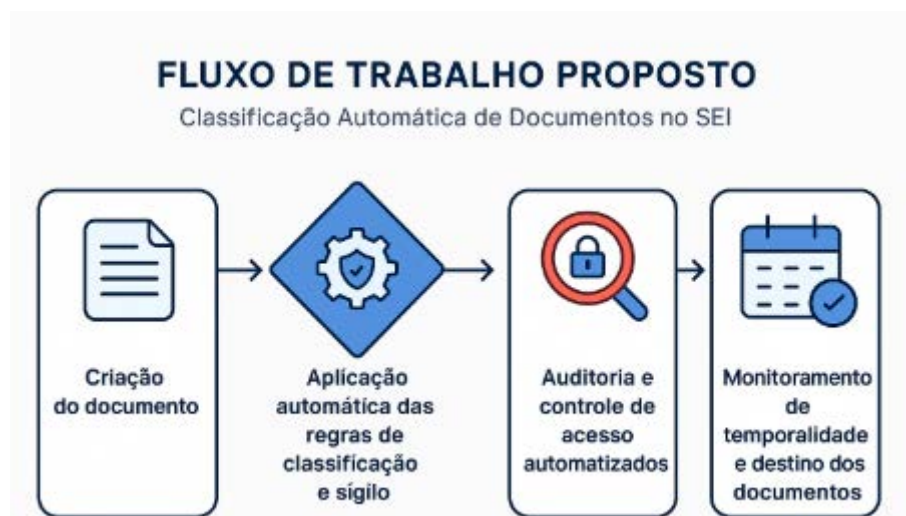 FLUXO DE TRABALHO PROPOSTO
Classificação Automática de Documentos no SEI
Criação
do documento
Aplicação
automática das
regras de
classificação
e sígilo
Auditoria e
controle de
acesso
automatizados
Monitoramento
de
temporalidade
e destino dos
documentos